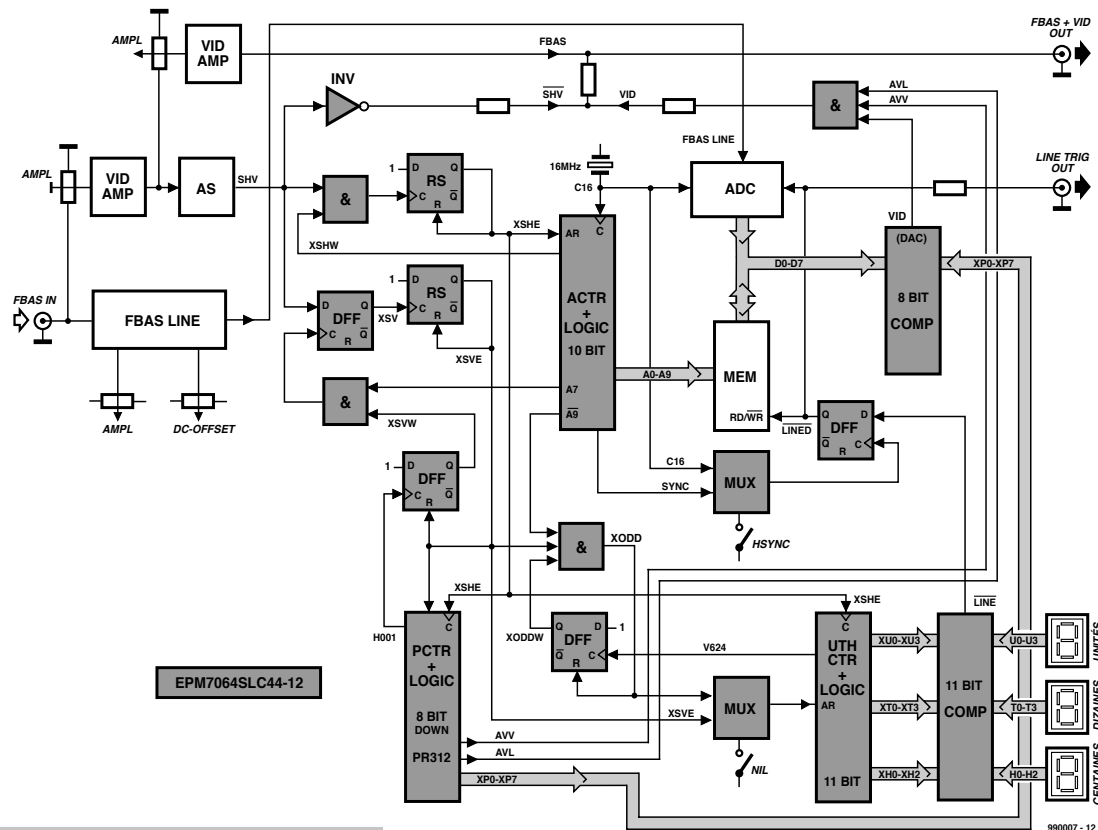 FBAS + VID
OUT
AMPL
VID
AMP
FBAS
INV
SHV
VID
&
AVL
AVV
FBAS LINE
LINE TRIG
OUT
AMPL
VID
AMP
AS
SHV
&
1
D
Q
RS
C
R
Q
16MHz
C16
ADC
XSHE
XSHW
AR
C
ACTR
+
LOGIC
10 BIT
A7
A9
VID
(DAC)
8 BIT
COMP
D0-D7
XP0-XP7
FBAS IN
FBAS LINE
AMPL
DC-OFFSET
D
Q
DFF
C
R
Q
XSV
1
D
Q
RS
C
R
Q
XSVE
&
XSVW
A0-A9
MEM
RD/WR
LINED
Q
D
DFF
Q
C
R
1
D
Q
DFF
C
R
Q
C16
SYNC
MUX
HSYNC
&
XODD
XSHE
XSHE
LINE
H001
C
PCTR
+
LOGIC
8 BIT
DOWN
PR312
XODDW
Q
D
1
DFF
Q
C
R
V624
C
UTH
CTR
+
LOGIC
AR
11 BIT
XU0-XU3
XT0-XT3
XH0-XH2
11 BIT
COMP
U0-U3
T0-T3
H0-H2
UNITÉS
DIZAINES
CENTAINES
EPM7064SLC44-12
XSVE
MUX
NIL
AVV
AVL
XP0-XP7
990007 - 12